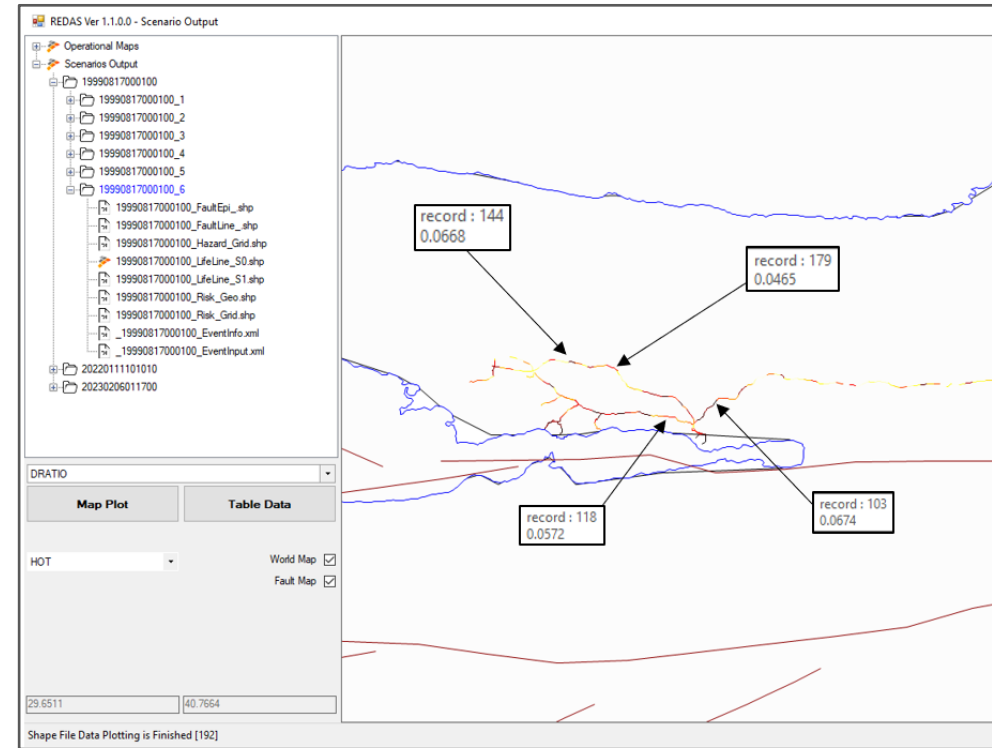 REDAS Ver 1.1.0.0 - Scenario Output
Operational Maps
Scenarios Output
19990817000100
19990817000100_1
19990817000100_2
19990817000100_3
19990817000100_4
19990817000100_5
19990817000100_6
19990817000100_FaultEpi_.shp
19990817000100_FaultLine_.shp
19990817000100_Hazard_Grid.shp
19990817000100_LifeLine_S0.shp
19990817000100_LifeLine_S1.shp
19990817000100_Risk_Geo.shp
19990817000100_Risk_Grid.shp
_19990817000100_EventInfo.xml
_19990817000100_EventInput.xml
20220111101010
20230206011700
DRATIO
Map Plot
Table Data
HOT
World Map
Fault Map
29.6511
40.7664
Shape File Data Plotting is Finished [192]
record : 144
0.0668
record : 179
0.0465
record : 118
0.0572
record : 103
0.0674